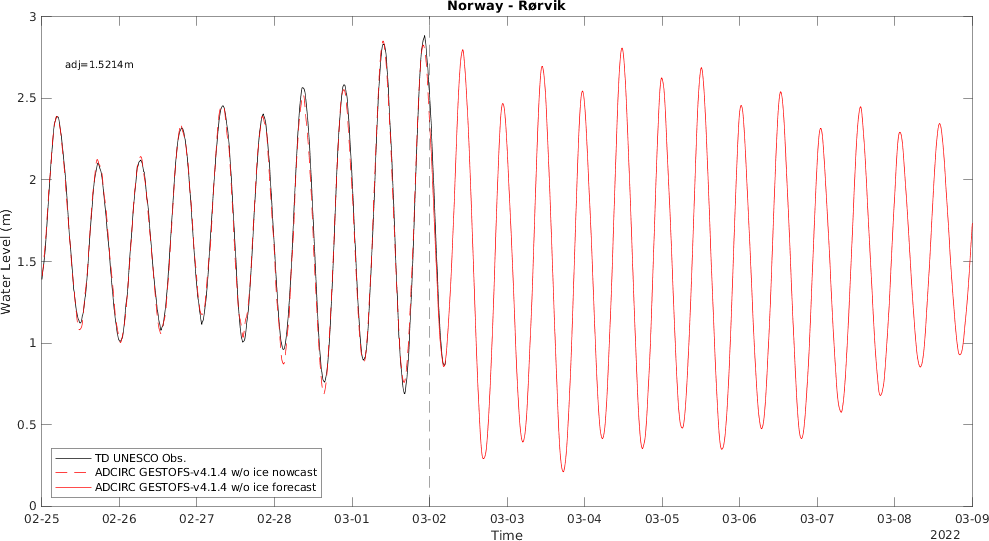 Norway - Rørvik
adj=1.5214m
3
2.5
2
1.5
1
0.5
0
Water Level (m)
TD UNESCO Obs.
ADCIRC GESTOFS-v4.1.4 w/o ice nowcast
ADCIRC GESTOFS-v4.1.4 w/o ice forecast
02-25 02-26 02-27 02-28 03-01 03-02 03-03 03-04 03-05 03-06 03-07 03-08 03-09
Time
2022